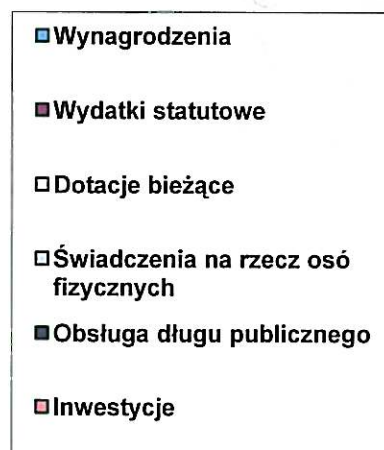 Wynagrodzenia
Wydatki statutowe
Dotacje bieżące
Świadczenia na rzecz osó
fizycznych
Obsługa długu publicznego
Inwestycje